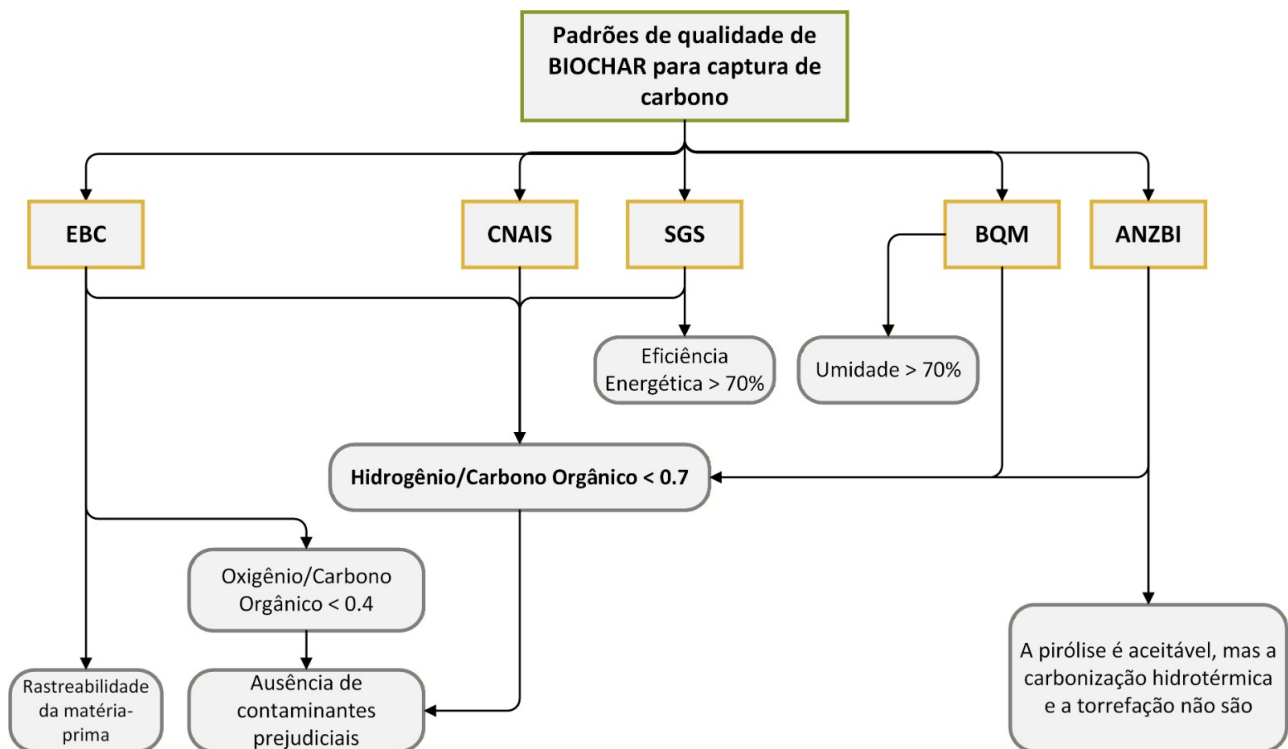 Padrões de qualidade de
BIOCHAR para captura de
carbono
EBC
CNAIS
SGS
BQM
ANZBI
Eficiência
Energética > 70%
Umidade > 70%
Hidrogênio/Carbono Orgânico < 0.7
Oxigênio/Carbono
Orgânico < 0.4
Rastreabilidade
da matéria-
prima
Ausência de
contaminantes
prejudiciais
A pirólise é aceitável, mas a
carbonização hidrotérmica
e a torrefação não são